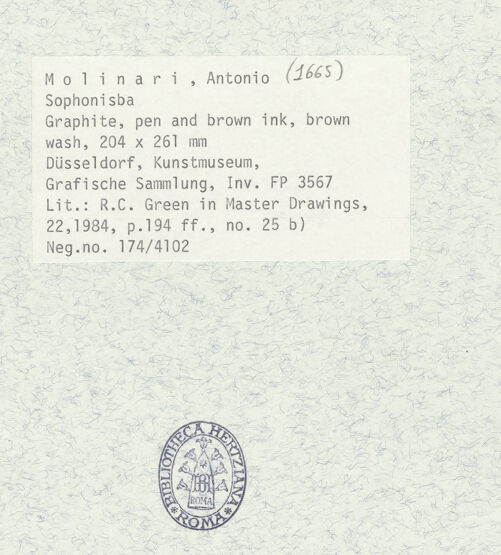 M o l i n a r i , Antonio (1665)
Sophonisba
Graphite, pen and brown ink, brown
wash, 204 x 261 mm
Düsseldorf, Kunstmuseum,
Grafische Sammlung, Inv. FP 3567
Lit.: R.C. Green in Master Drawings,
22,1984, p.194 ff., no. 25 b)
Neg.no. 174/4102
*BIBLIOTHECA HERTZIANA*
ROMA
ROMA